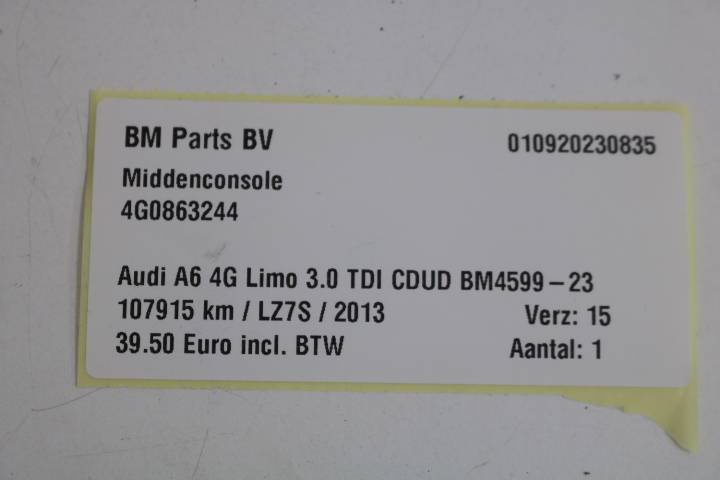 BM Parts BV 010920230835
Middenconsole
4G0863244
Audi A6 4G Limo 3.0 TDI CDUD BM4599-23
107915 km / LZ7S / 2013 Verz: 15
39.50 Euro incl. BTW Aantal: 1